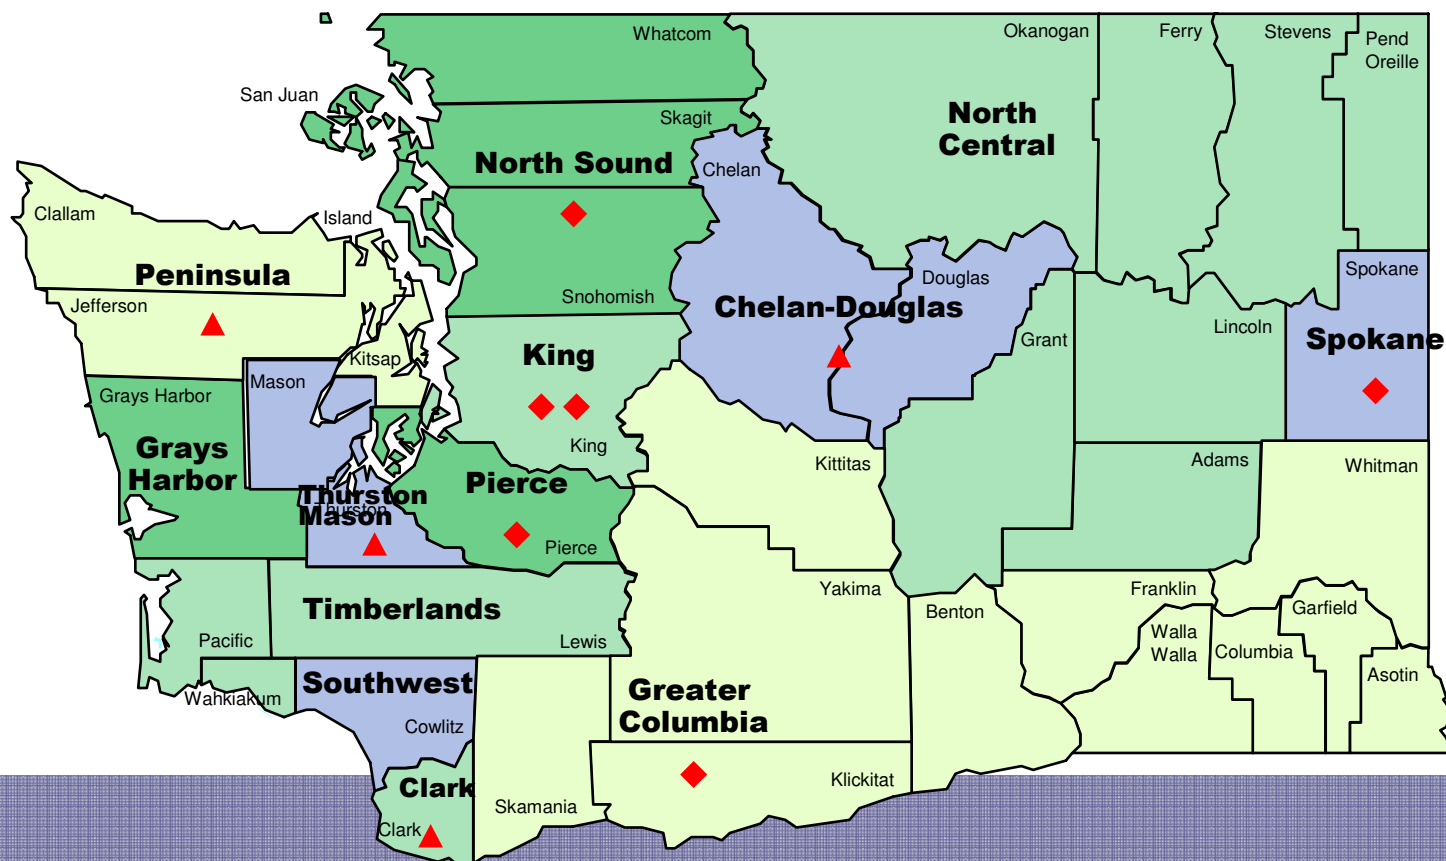 Whatcom
Okanogan
Ferry
Stevens
Pend
Oreille
San Juan
Skagit
North
Central
North Sound
Chelan
Clallam
Island
Peninsula
Douglas
Spokane
Jefferson
Snohomish
Chelan-Douglas
Lincoln
Grant
Spokane
King
Kitsap
Mason
Grays Harbor
King
Grays
Harbor
Kittitas
Adams
Whitman
Pierce
Thurston
Mason
Thurston
Pierce
Yakima
Franklin
Timberlands
Benton
Garfield
Pacific
Lewis
Walla
Walla
Columbia
Asotin
Southwest
Wahkiakum
Greater
Columbia
Cowlitz
Clark
Klickitat
Skamania
Clark